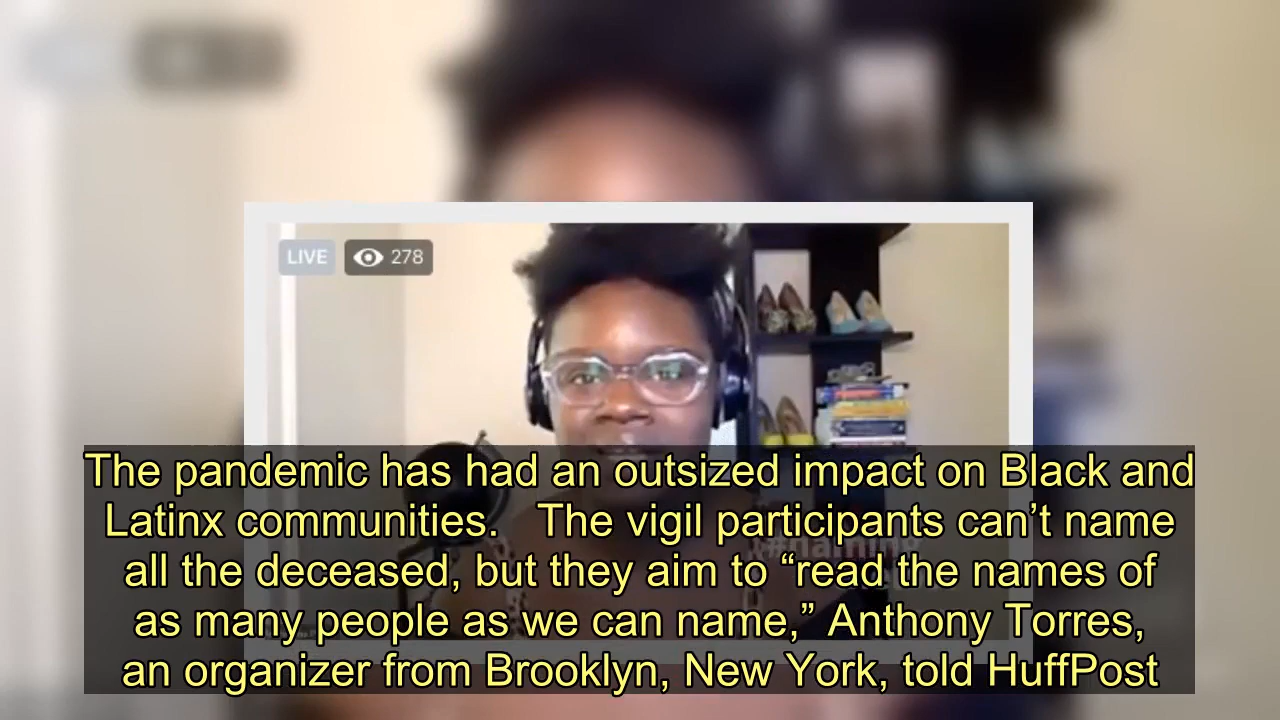 LIVE 278
The pandemic has had an outsized impact on Black and
Latinx communities.    The vigil participants can’t name
all the deceased, but they aim to “read the names of
as many people as we can name,” Anthony Torres,
an organizer from Brooklyn, New York, told HuffPost